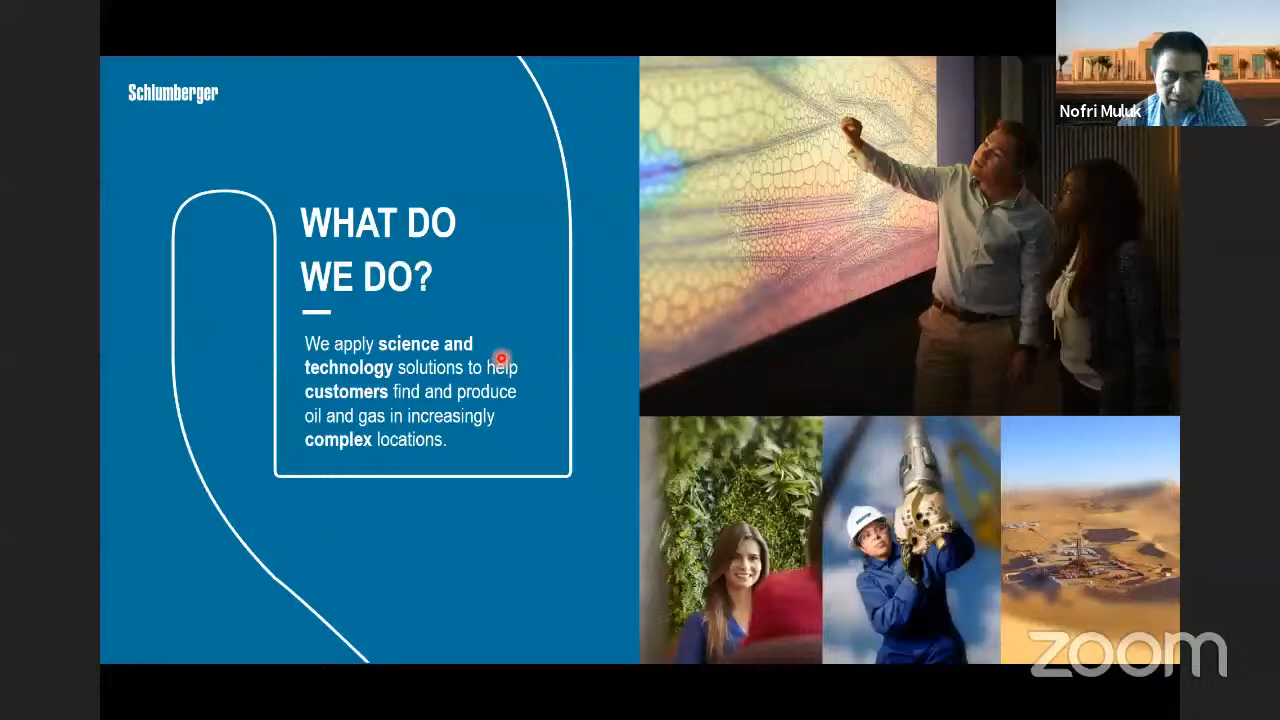 Schlumberger
Nofri Muluk
WHAT DO
WE DO?
We apply science and
technology solutions to help
customers find and produce
oil and gas in increasingly
complex locations.
zoom